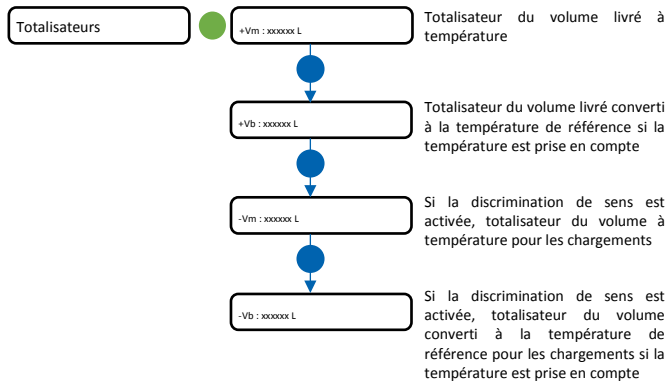 Totalisateurs
+Vm : xxxxxx L
Totalisateur du volume livré à
température
+Vb : xxxxxx L
Totalisateur du volume livré converti
à la température de référence si la
température est prise en compte
-Vm : xxxxxx L
Si la discrimination de sens est
activée, totalisateur du volume à
température pour les chargements
-Vb : xxxxxx L
Si la discrimination de sens est
activée, totalisateur du volume
converti à la température de
référence pour les chargements si la
température est prise en compte